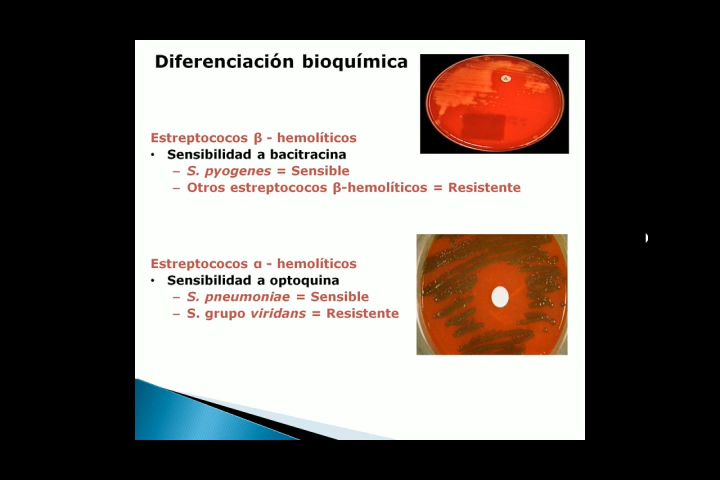 Diferenciación bioquímica
Estreptococos β - hemolíticos
• Sensibilidad a bacitracina
– S. pyogenes = Sensible
– Otros estreptococos β-hemolíticos = Resistente
Estreptococos α - hemolíticos
• Sensibilidad a optoquina
– S. pneumoniae = Sensible
– S. grupo viridans = Resistente